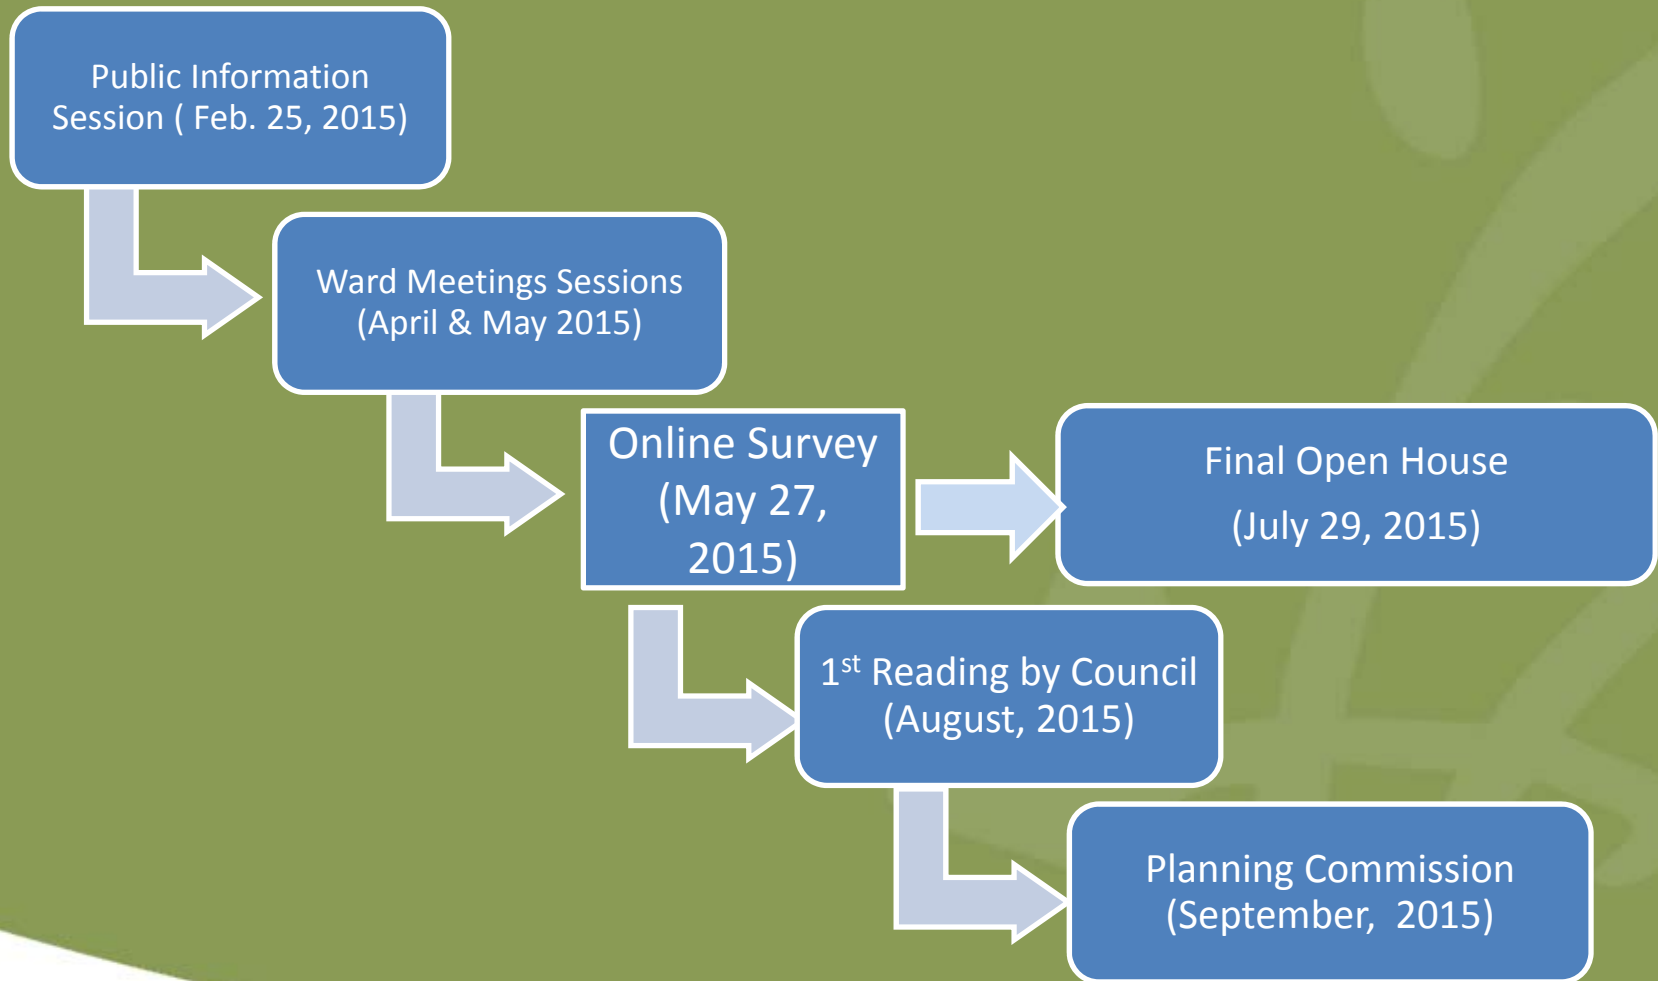 Public Information
Session ( Feb. 25, 2015)
Ward Meetings Sessions
(April & May 2015)
Online Survey
(May 27,
2015)
Final Open House
(July 29, 2015)
1st Reading by Council
(August, 2015)
Planning Commission
(September,  2015)